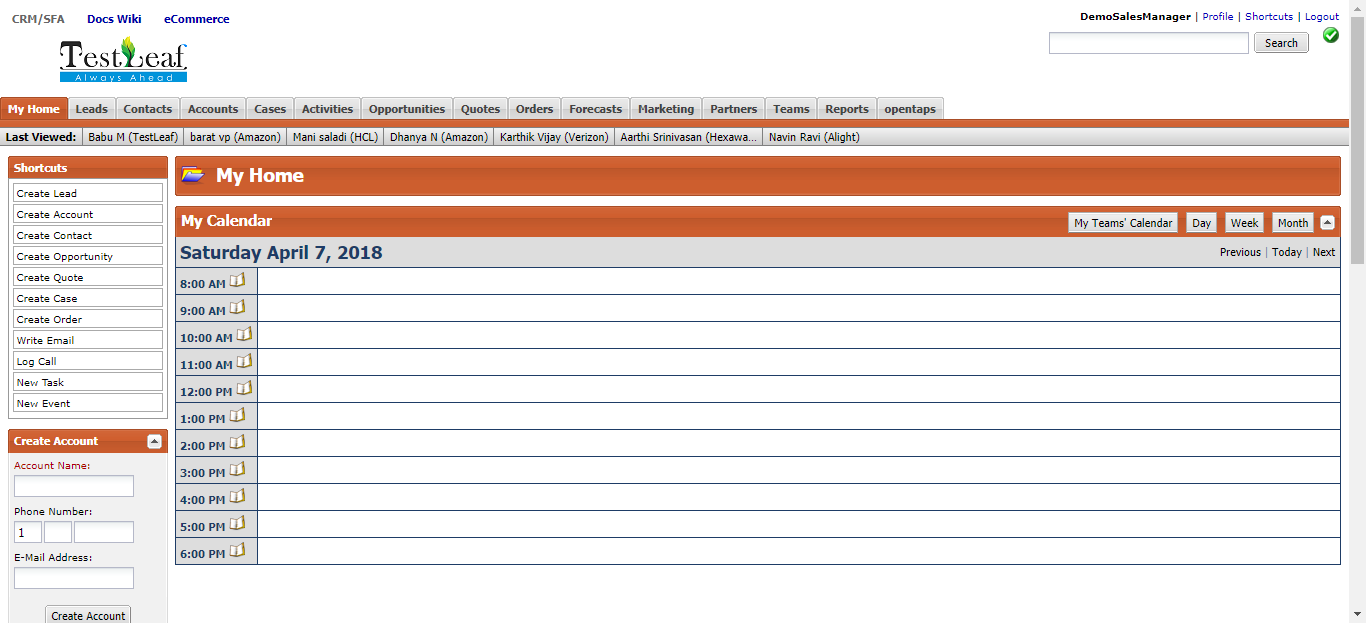 CRM/SFA Docs Wiki eCommerce
DemoSalesManager | Profile | Shortcuts | Logout
Search
TestLeaf
Always Ahead
My Home Leads Contacts Accounts Cases Activities Opportunities Quotes Orders Forecasts Marketing Partners Teams Reports opentaps
Last Viewed: Babu M (TestLeaf) barat vp (Amazon) Mani saladi (HCL) Dhanya N (Amazon) Karthik Vijay (Verizon) Aarthi Srinivasan (Hexawa... Navin Ravi (Alight)
Shortcuts
Create Lead
Create Account
Create Contact
Create Opportunity
Create Quote
Create Case
Create Order
Write Email
Log Call
New Task
New Event
Create Account
Account Name:
Phone Number:
1
E-Mail Address:
Create Account
My Home
My Calendar My Teams' Calendar Day Week Month
Saturday April 7, 2018 Previous | Today | Next
8:00 AM
9:00 AM
10:00 AM
11:00 AM
12:00 PM
1:00 PM
2:00 PM
3:00 PM
4:00 PM
5:00 PM
6:00 PM